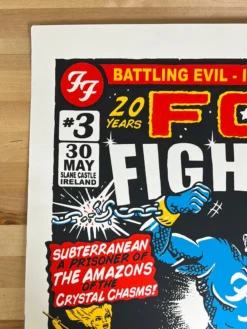 FF
BATTLING EVIL - I
20
YEARS
FO
#3
FIGH
30
MAY
SLANE CASTLE
IRELAND
SUBTERRANEAN
A PRISONER OF
THE AMAZONS
OF THE
CRYSTAL CHASMS!